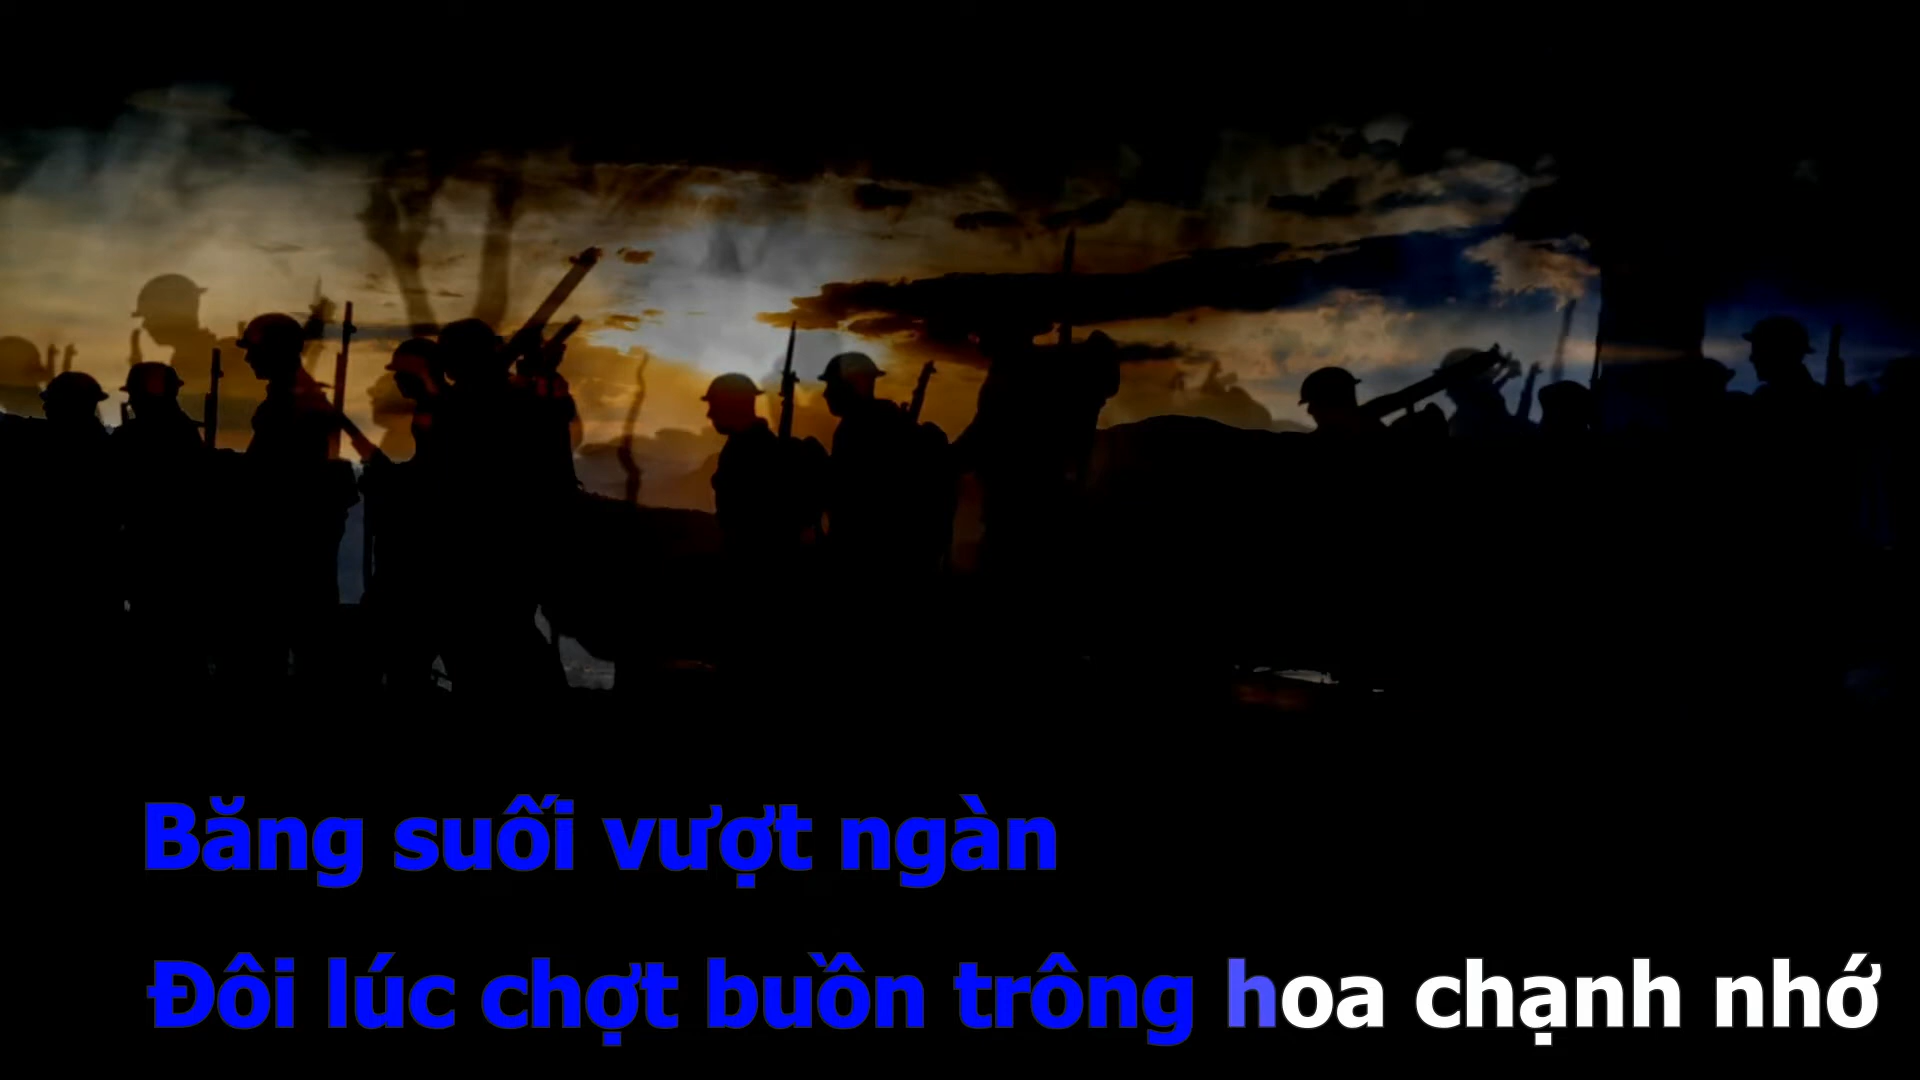 Băng suối vượt ngàn
Đôi lúc chợt buồn trông hoa chạnh nhớ